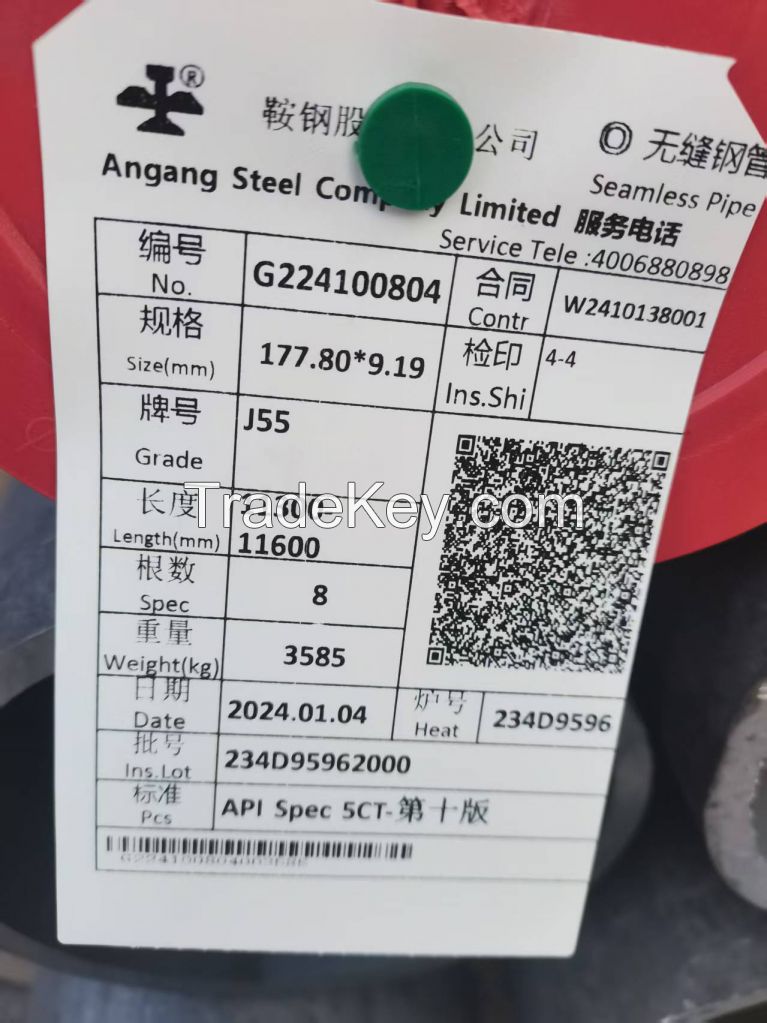 ®
鞍钢股 公司
无缝钢管
Angang Steel Limited 服务电话
Seamless Pipe
Service Tele :4006880898
编号
No.
G224100804
合同
Contr
W2410138001
规格
Size(mm)
177.80*9.19
检印
Ins.Shi
4-4
牌号
Grade
J55
长度
Length(mm)
11600
TradeKey.com
根数
Spec
8
重量
Weight(kg)
3585
日期
Date
2024.01.04
炉号
Heat
234D9596
批号
Ins.Lot
234D95962000
标准
Pcs
API Spec 5CT-第十版